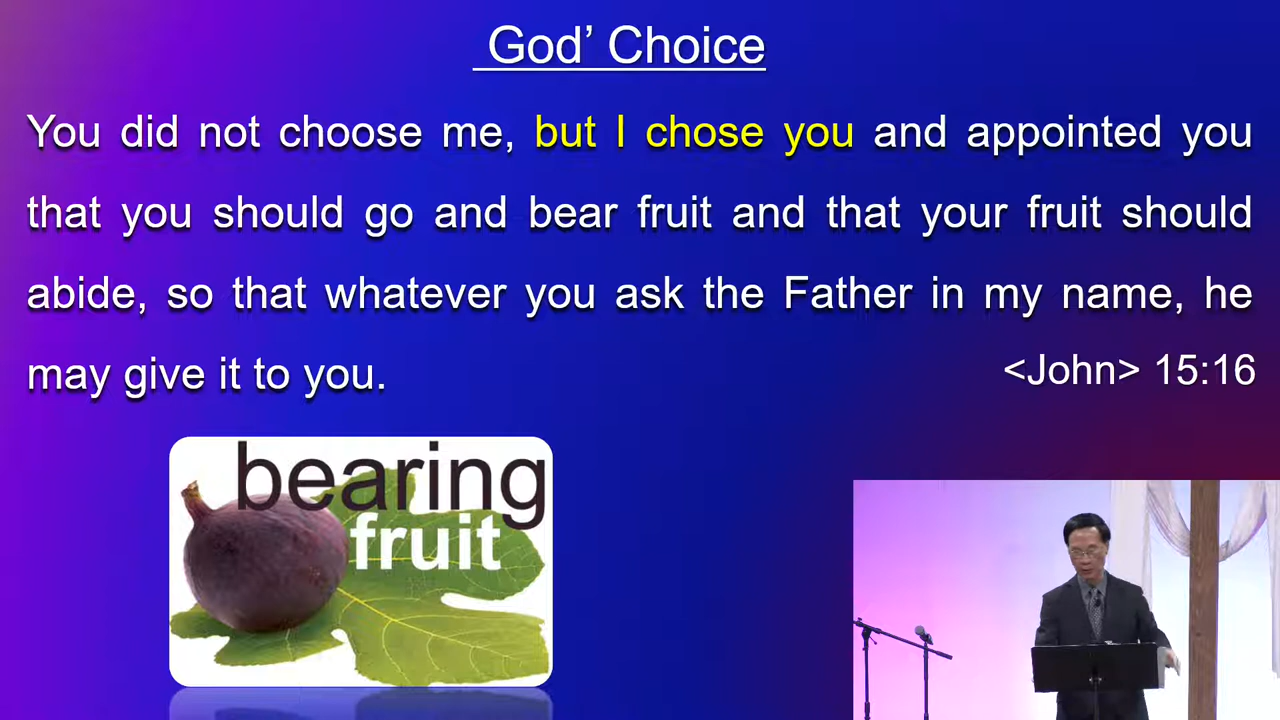 God’ Choice
You did not choose me, but I chose you and appointed you
that you should go and bear fruit and that your fruit should
abide, so that whatever you ask the Father in my name, he
may give it to you.
<John> 15:16
bearing
fruit